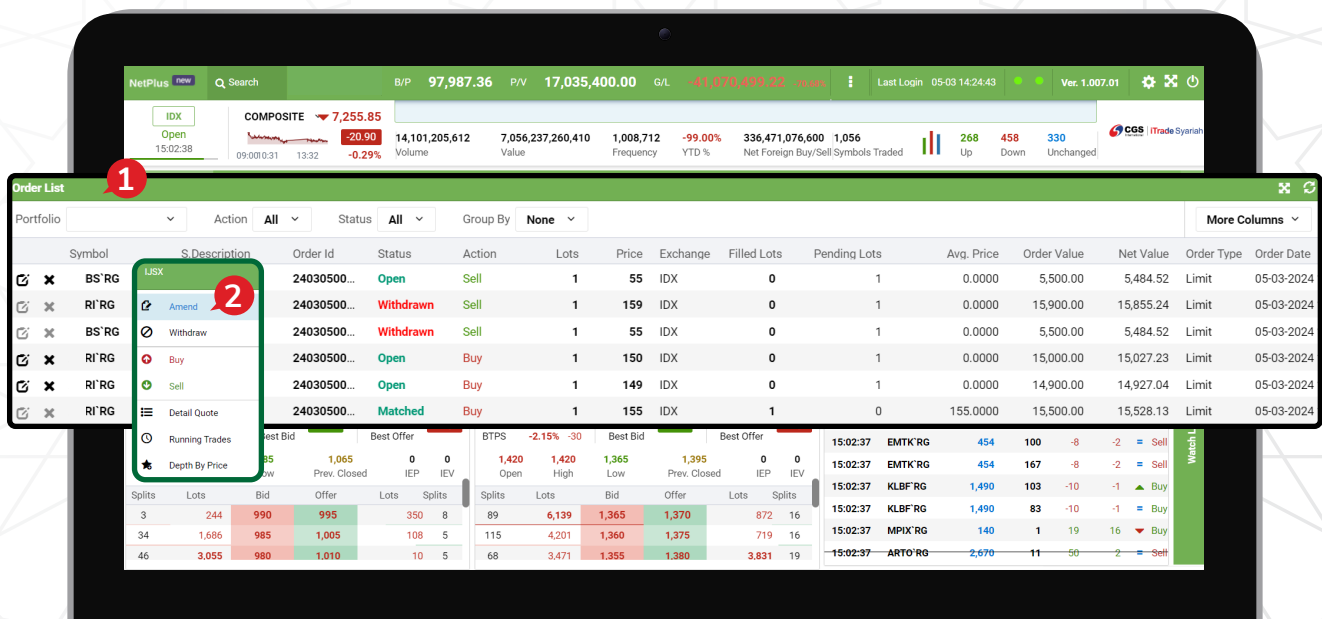 NetPlus new Search B/P 97,987.36 P/V 17,035,400.00 G/L -41,070,499.22 Last Login 05-03 14:24:43 Ver. 1.007.01
IDX COMPOSITE 7,255.85
Open -20.90 14,101,205,612 7,056,237,260,410 1,008,712 -99.00% 336,471,076,600 1,056 268 458 330 CGS iTrade Syariah
15:02:38 09:0010:31 13:32 -0.29% Volume Value Frequency YTD % Net Foreign Buy/Sell Symbols Traded Up Down Unchanged
Order List 1
Portfolio Action All Status All Group By None More Columns
Symbol S.Description Order Id Status Action Lots Price Exchange Filled Lots Pending Lots Avg. Price Order Value Net Value Order Type Order Date
BS`RG 24030500... Open Sell 1 55 IDX 0 1 0.0000 5,500.00 5,484.52 Limit 05-03-2024
RI`RG 24030500... Withdrawn Sell 1 159 IDX 0 1 0.0000 15,900.00 15,855.24 Limit 05-03-2024
BS`RG 24030500... Withdrawn Sell 1 55 IDX 0 1 0.0000 5,500.00 5,484.52 Limit 05-03-2024
RI`RG 24030500... Open Buy 1 150 IDX 0 1 0.0000 15,000.00 15,027.23 Limit 05-03-2024
RI`RG 24030500... Open Buy 1 149 IDX 0 1 0.0000 14,900.00 14,927.04 Limit 05-03-2024
RI`RG 24030500... Matched Buy 1 155 IDX 1 0 155.0000 15,500.00 15,528.13 Limit 05-03-2024
IJSX
Amend 2
Withdraw
Buy
Sell
Detail Quote
Running Trades
Depth By Price
Best Bid Best Offer BTPS -2.15% -30 Best Bid Best Offer
1,065 0 0 1,420 1,420 1,365 1,395 0 0
Prev. Closed IEP IEV Open High Low Prev. Closed IEP IEV
Splits Lots Bid Offer Lots Splits Splits Lots Bid Offer Lots Splits
3 244 990 995 350 8 89 6,139 1,365 1,370 872 16
34 1,686 985 1,005 108 5 115 4,201 1,360 1,375 719 16
46 3,055 980 1,010 10 5 68 3,471 1,355 1,380 3,831 19
15:02:37 EMTK`RG 454 100 -8 -2 = Sell
15:02:37 EMTK`RG 454 167 -8 -2 = Sell
15:02:37 KLBF`RG 1,490 103 -10 -1 Buy
15:02:37 KLBF`RG 1,490 83 -10 -1 = Buy
15:02:37 MPIX`RG 140 1 19 16 Buy
15:02:37 ARTO`RG 2,670 11 50 2 = Sell
Watch L